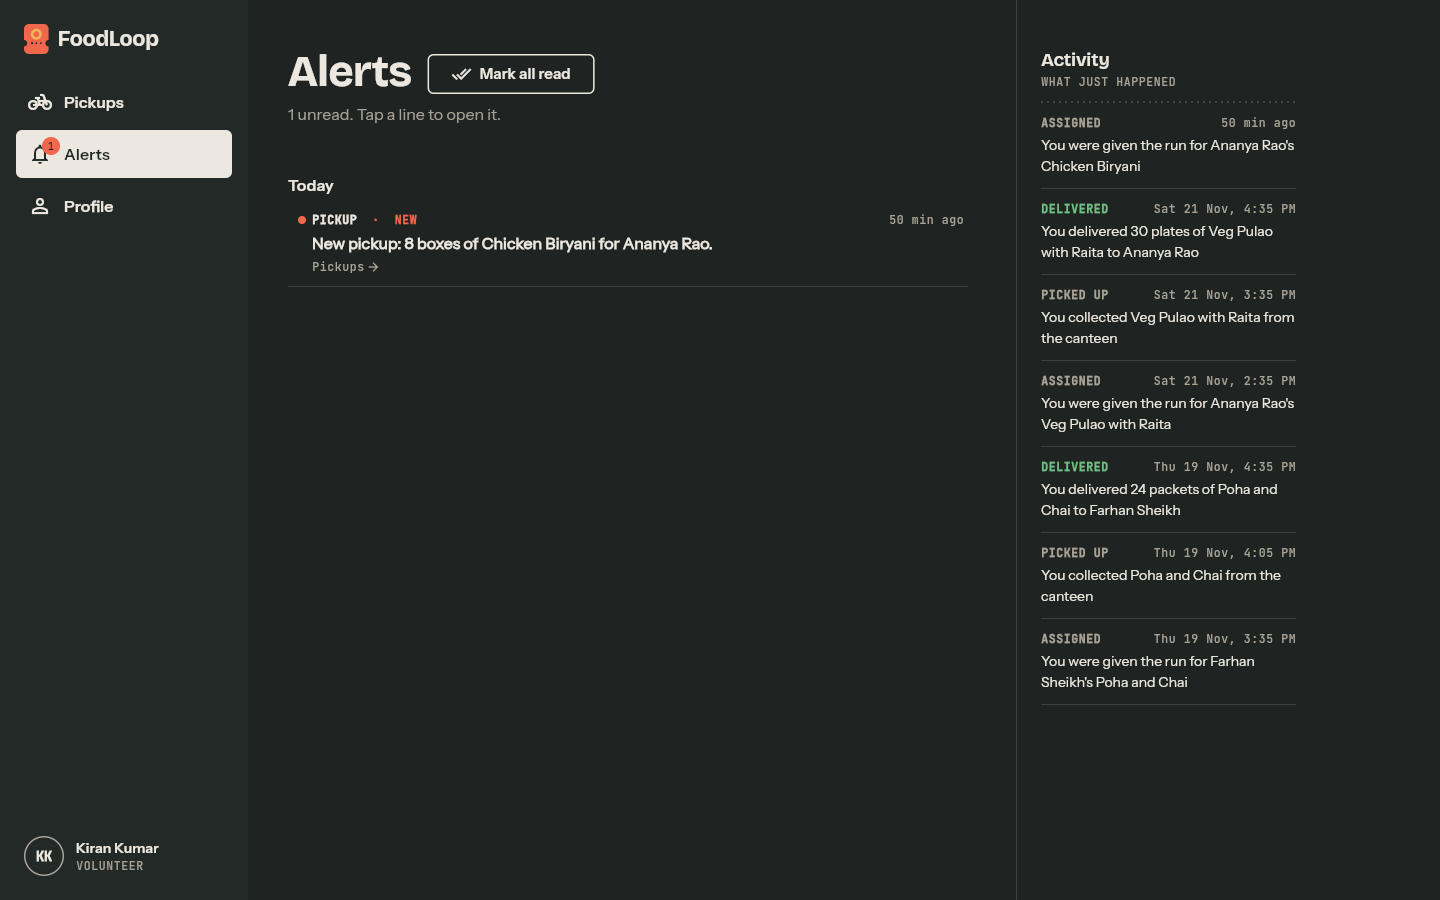 FoodLoop
Pickups
1
Alerts
Profile
KK
Kiran Kumar
VOLUNTEER
Alerts
Mark all read
1 unread. Tap a line to open it.
Today
PICKUP · NEW 50 min ago
New pickup: 8 boxes of Chicken Biryani for Ananya Rao.
Pickups →
Activity
WHAT JUST HAPPENED
ASSIGNED 50 min ago
You were given the run for Ananya Rao's
Chicken Biryani
DELIVERED Sat 21 Nov, 4:35 PM
You delivered 30 plates of Veg Pulao
with Raita to Ananya Rao
PICKED UP Sat 21 Nov, 3:35 PM
You collected Veg Pulao with Raita from
the canteen
ASSIGNED Sat 21 Nov, 2:35 PM
You were given the run for Ananya Rao's
Veg Pulao with Raita
DELIVERED Thu 19 Nov, 4:35 PM
You delivered 24 packets of Poha and
Chai to Farhan Sheikh
PICKED UP Thu 19 Nov, 4:05 PM
You collected Poha and Chai from the
canteen
ASSIGNED Thu 19 Nov, 3:35 PM
You were given the run for Farhan
Sheikh's Poha and Chai